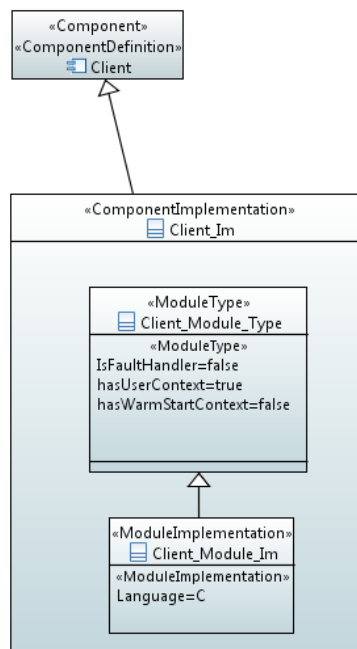 «Component»
«ComponentDefinition»
Client
«ComponentImplementation»
Client_Im
«ModuleType»
Client_Module_Type
«ModuleType»
IsFaultHandler=false
hasUserContext=true
hasWarmStartContext=false
«ModuleImplementation»
Client_Module_Im
«ModuleImplementation»
Language=C